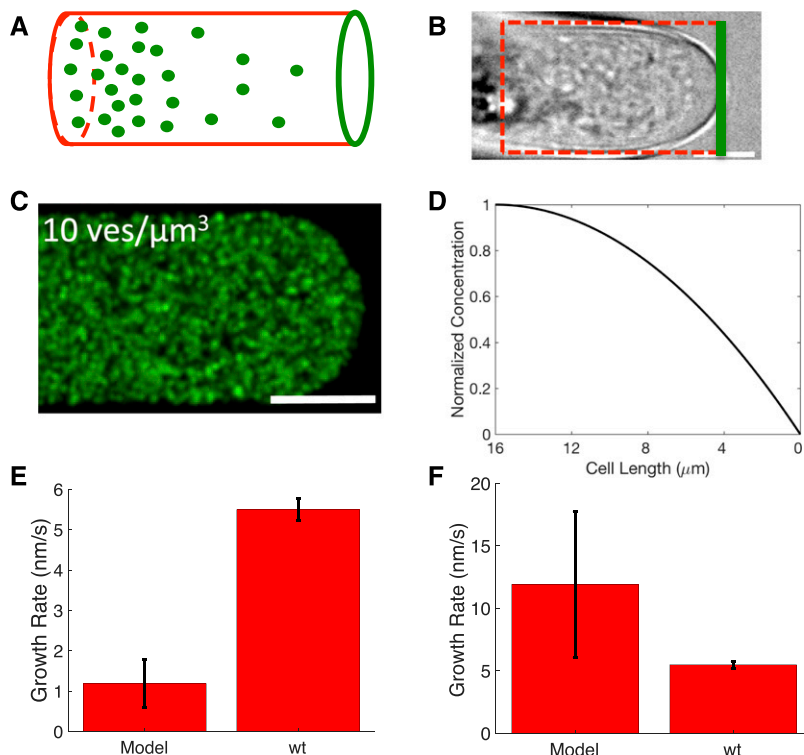 A
B
C
10 ves/μm³
D
Normalized Concentration
1
0.8
0.6
0.4
0.2
0
16
12
8
4
0
Cell Length (μm)
E
Growth Rate (nm/s)
6
5
4
3
2
1
0
Model
wt
F
Growth Rate (nm/s)
20
15
10
5
0
Model
wt